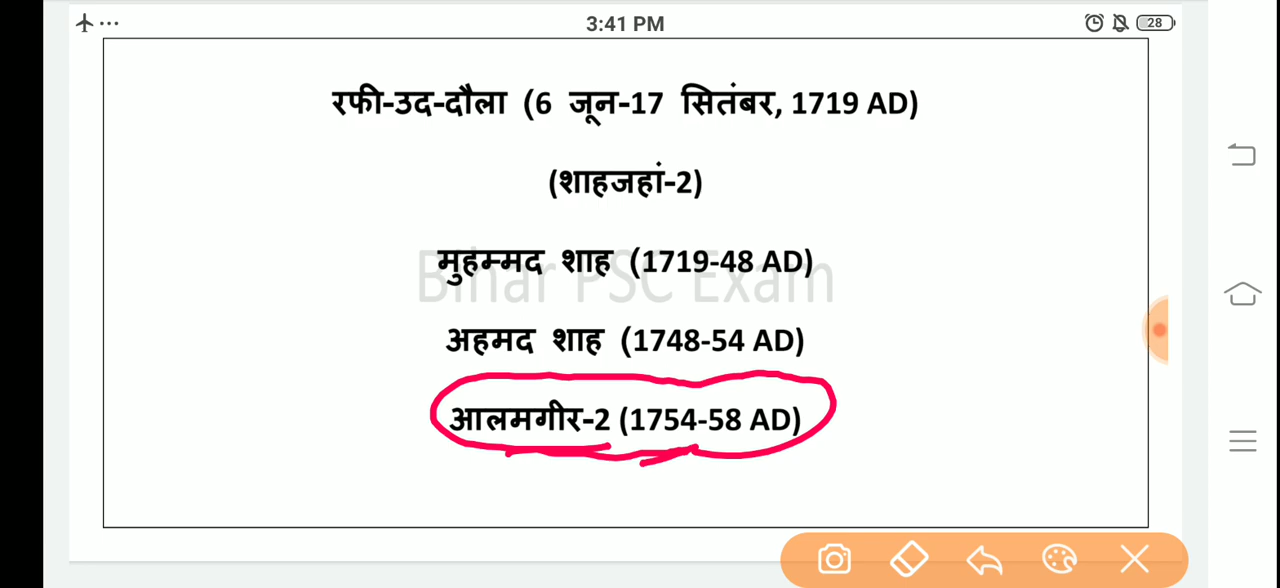 3:41 PM
28
रफी-उद-दौला (6 जून-17 सितंबर, 1719 AD)
(शाहजहां-2)
Bihar PSC Exam
मुहम्मद शाह (1719-48 AD)
अहमद शाह (1748-54 AD)
आलमगीर-2 (1754-58 AD)